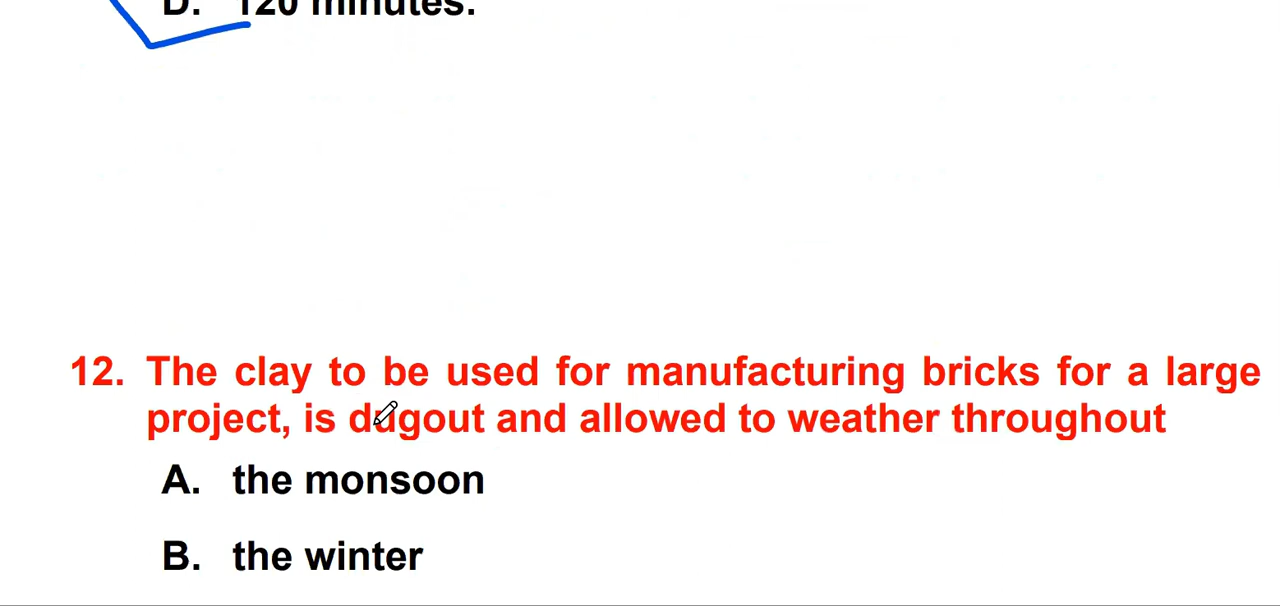 D. 120 minutes.
12. The clay to be used for manufacturing bricks for a large
project, is dugout and allowed to weather throughout
A. the monsoon
B. the winter